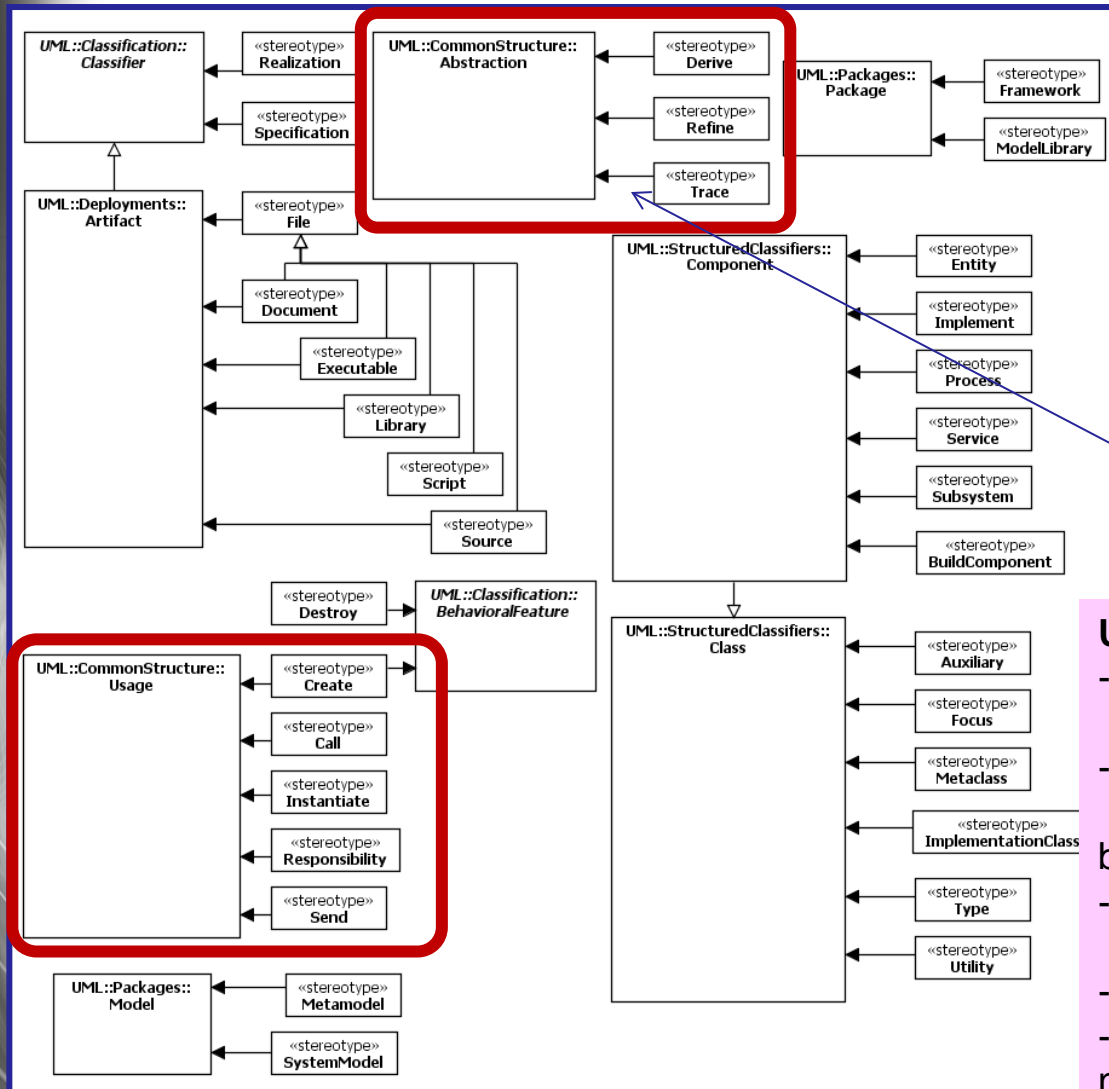 UML::Classification::
Classifier
«stereotype»
Realization
«stereotype»
Specification
UML::CommonStructure::
Abstraction
«stereotype»
Derive
«stereotype»
Refine
«stereotype»
Trace
UML::Packages::
Package
«stereotype»
Framework
«stereotype»
ModelLibrary
UML::Deployments::
Artifact
«stereotype»
File
«stereotype»
Document
«stereotype»
Executable
«stereotype»
Library
«stereotype»
Script
«stereotype»
Source
UML::StructuredClassifiers::
Component
«stereotype»
Entity
«stereotype»
Implement
«stereotype»
Process
«stereotype»
Service
«stereotype»
Subsystem
«stereotype»
BuildComponent
«stereotype»
Destroy
UML::Classification::
BehavioralFeature
UML::CommonStructure::
Usage
«stereotype»
Create
«stereotype»
Call
«stereotype»
Instantiate
«stereotype»
Responsibility
«stereotype»
Send
UML::StructuredClassifiers::
Class
«stereotype»
Auxiliary
«stereotype»
Focus
«stereotype»
Metaclass
«stereotype»
ImplementationClass
«stereotype»
Type
«stereotype»
Utility
UML::Packages::
Model
«stereotype»
Metamodel
«stereotype»
SystemModel